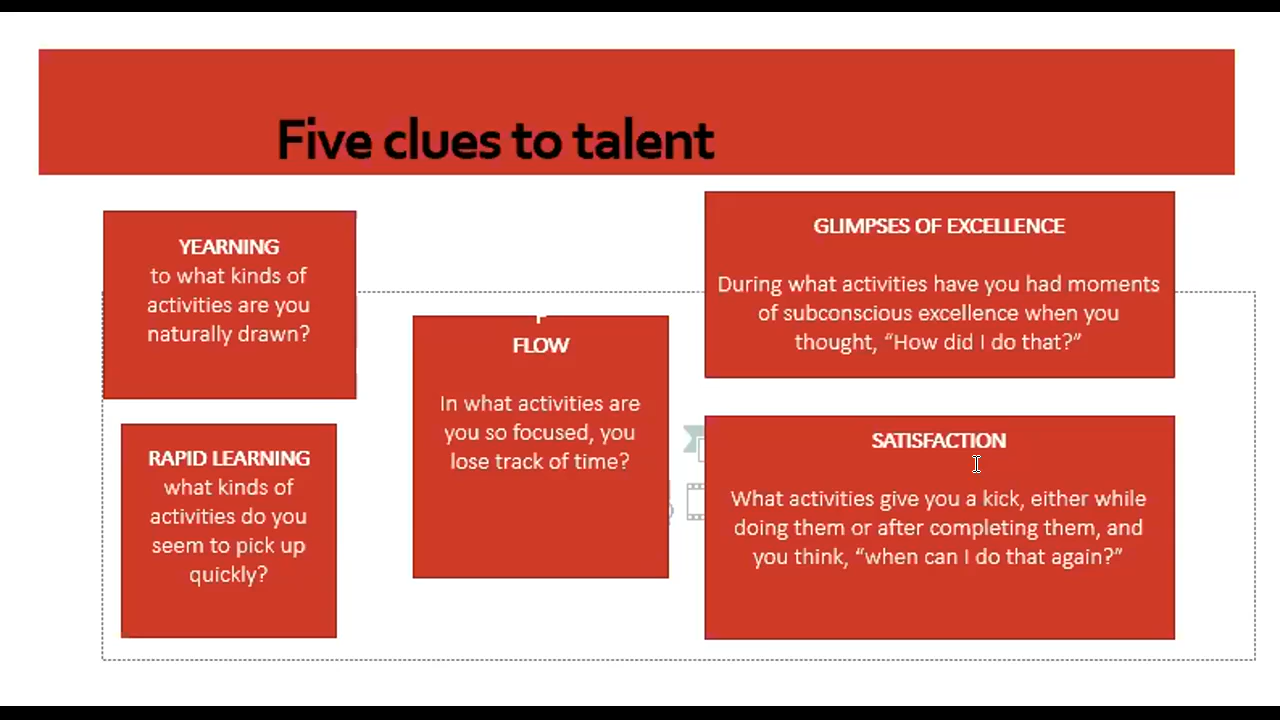 Five clues to talent
YEARNING
to what kinds of
activities are you
naturally drawn?
RAPID LEARNING
what kinds of
activities do you
seem to pick up
quickly?
FLOW
In what activities are
you so focused, you
lose track of time?
GLIMPSES OF EXCELLENCE
During what activities have you had moments
of subconscious excellence when you
thought, “How did I do that?”
SATISFACTION
What activities give you a kick, either while
doing them or after completing them, and
you think, “when can I do that again?”